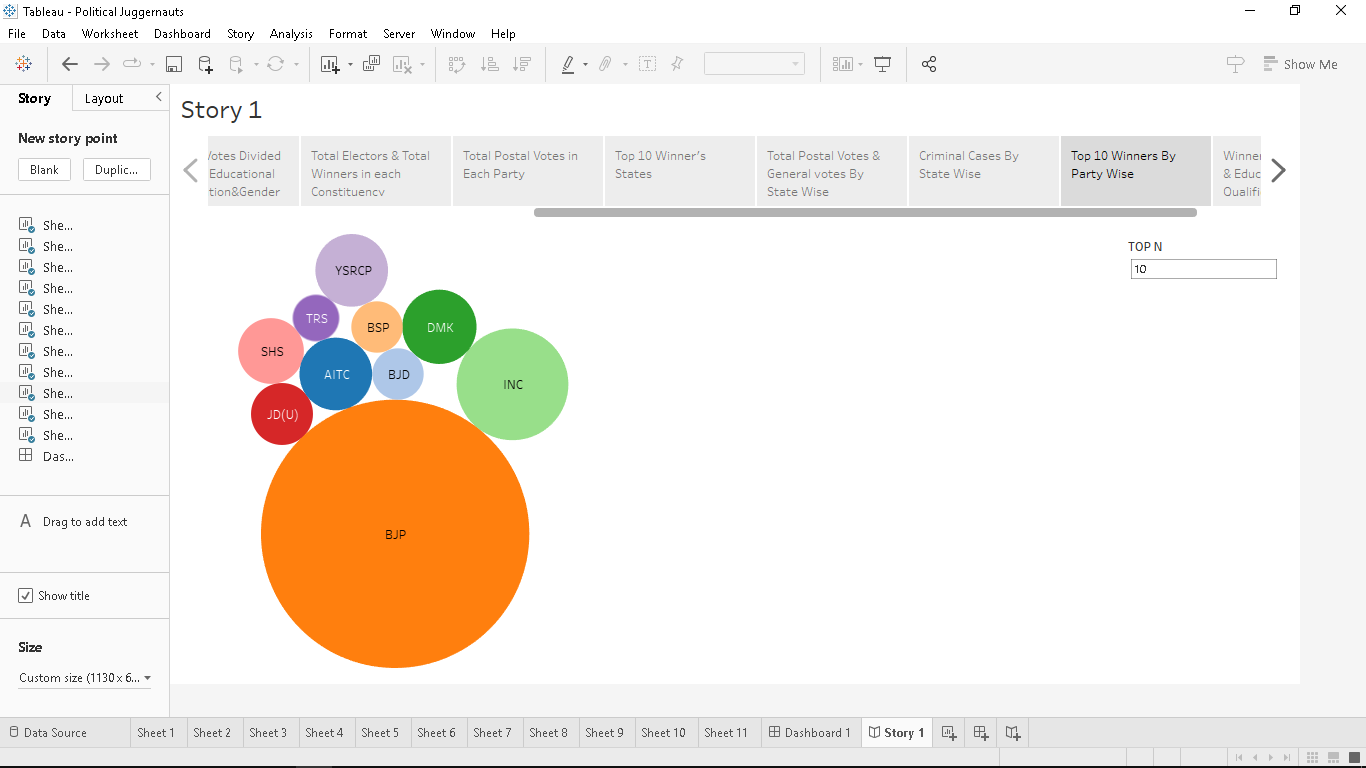 Tableau - Political Juggernauts
File Data Worksheet Dashboard Story Analysis Format Server Window Help
Show Me
Story Layout
New story point
Blank Duplic...
She...
She...
She...
She...
She...
She...
She...
She...
She...
She...
She...
Das...
A Drag to add text
Show title
Size
Custom size (1130 x 6...
Story 1
Votes Divided
Educational
tion&Gender
Total Electors & Total
Winners in each
Constituency
Total Postal Votes in
Each Party
Top 10 Winner's
States
Total Postal Votes &
General votes By
State Wise
Criminal Cases By
State Wise
Top 10 Winners By
Party Wise
Winner
& Educ
Qualifi
TOP N
10
YSRCP
TRS
BSP
DMK
SHS
AITC
BJD
INC
JD(U)
BJP
Data Source Sheet 1 Sheet 2 Sheet 3 Sheet 4 Sheet 5 Sheet 6 Sheet 7 Sheet 8 Sheet 9 Sheet 10 Sheet 11 Dashboard 1 Story 1